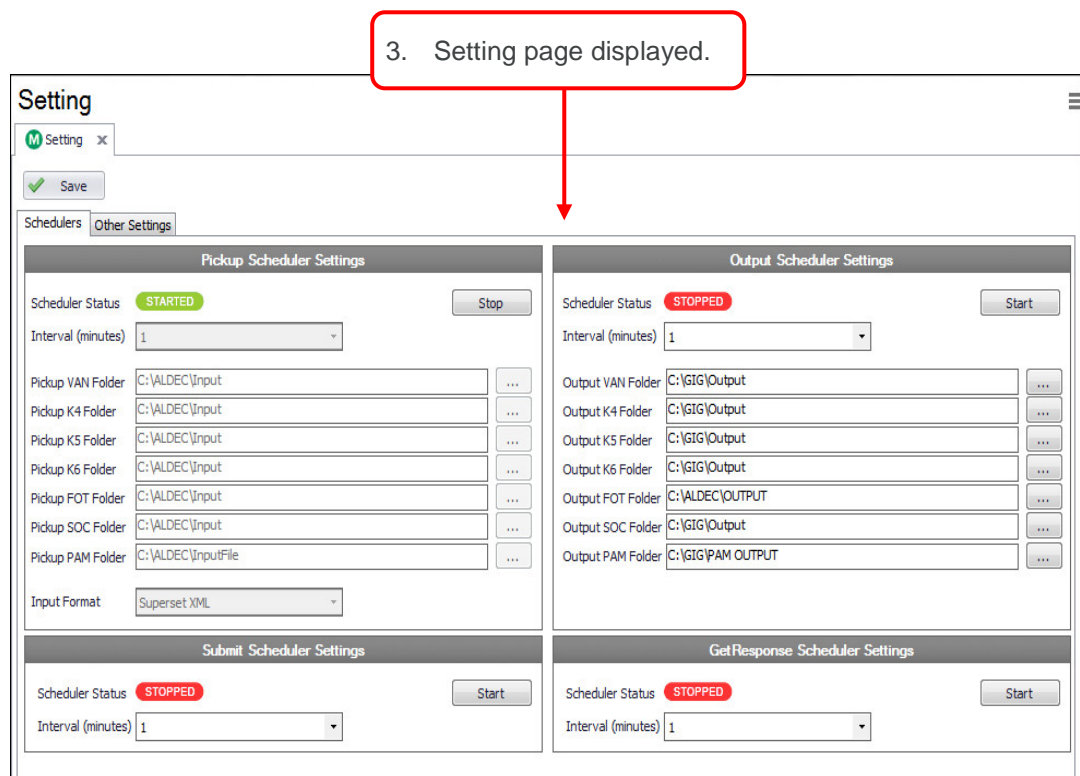 3. Setting page displayed.
Setting
M Setting x
Save
Schedulers Other Settings
Pickup Scheduler Settings
Scheduler Status STARTED Stop
Interval (minutes) 1
Pickup VAN Folder C:\ALDEC\Input ...
Pickup K4 Folder C:\ALDEC\Input ...
Pickup K5 Folder C:\ALDEC\Input ...
Pickup K6 Folder C:\ALDEC\Input ...
Pickup FOT Folder C:\ALDEC\Input ...
Pickup SOC Folder C:\ALDEC\Input ...
Pickup PAM Folder C:\ALDEC\InputFile ...
Input Format Superset XML
Output Scheduler Settings
Scheduler Status STOPPED Start
Interval (minutes) 1
Output VAN Folder C:\GIG\Output ...
Output K4 Folder C:\GIG\Output ...
Output K5 Folder C:\GIG\Output ...
Output K6 Folder C:\GIG\Output ...
Output FOT Folder C:\ALDEC\OUTPUT ...
Output SOC Folder C:\GIG\Output ...
Output PAM Folder C:\GIG\PAM OUTPUT ...
Submit Scheduler Settings
Scheduler Status STOPPED Start
Interval (minutes) 1
GetResponse Scheduler Settings
Scheduler Status STOPPED Start
Interval (minutes) 1